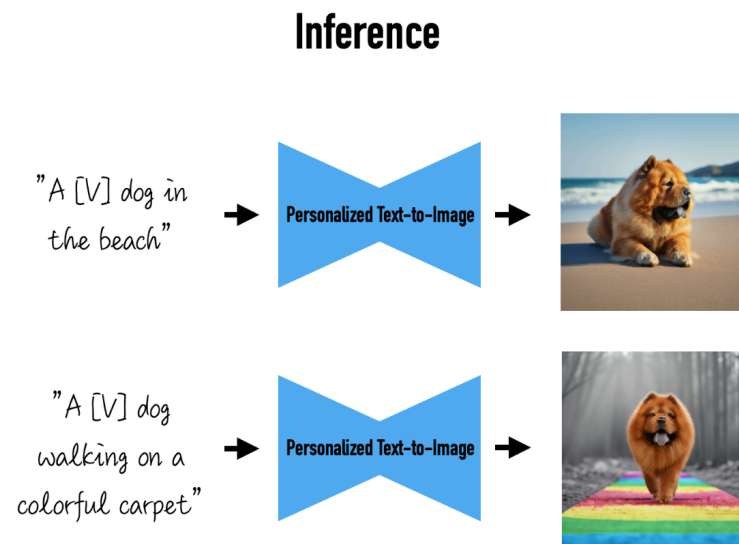 Inference
"A [V] dog in
the beach"
Personalized Text-to-Image
"A [V] dog
walking on a
colorful carpet"
Personalized Text-to-Image